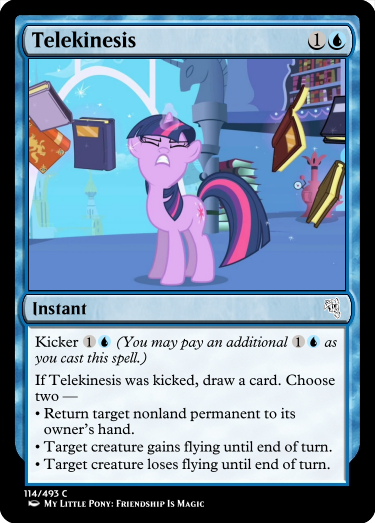 Telekinesis 1
Instant
Kicker 1 (You may pay an additional 1 as
you cast this spell.)
If Telekinesis was kicked, draw a card. Choose
two —
• Return target nonland permanent to its
owner's hand.
• Target creature gains flying until end of turn.
• Target creature loses flying until end of turn.
114/493 C
My Little Pony: Friendship Is Magic